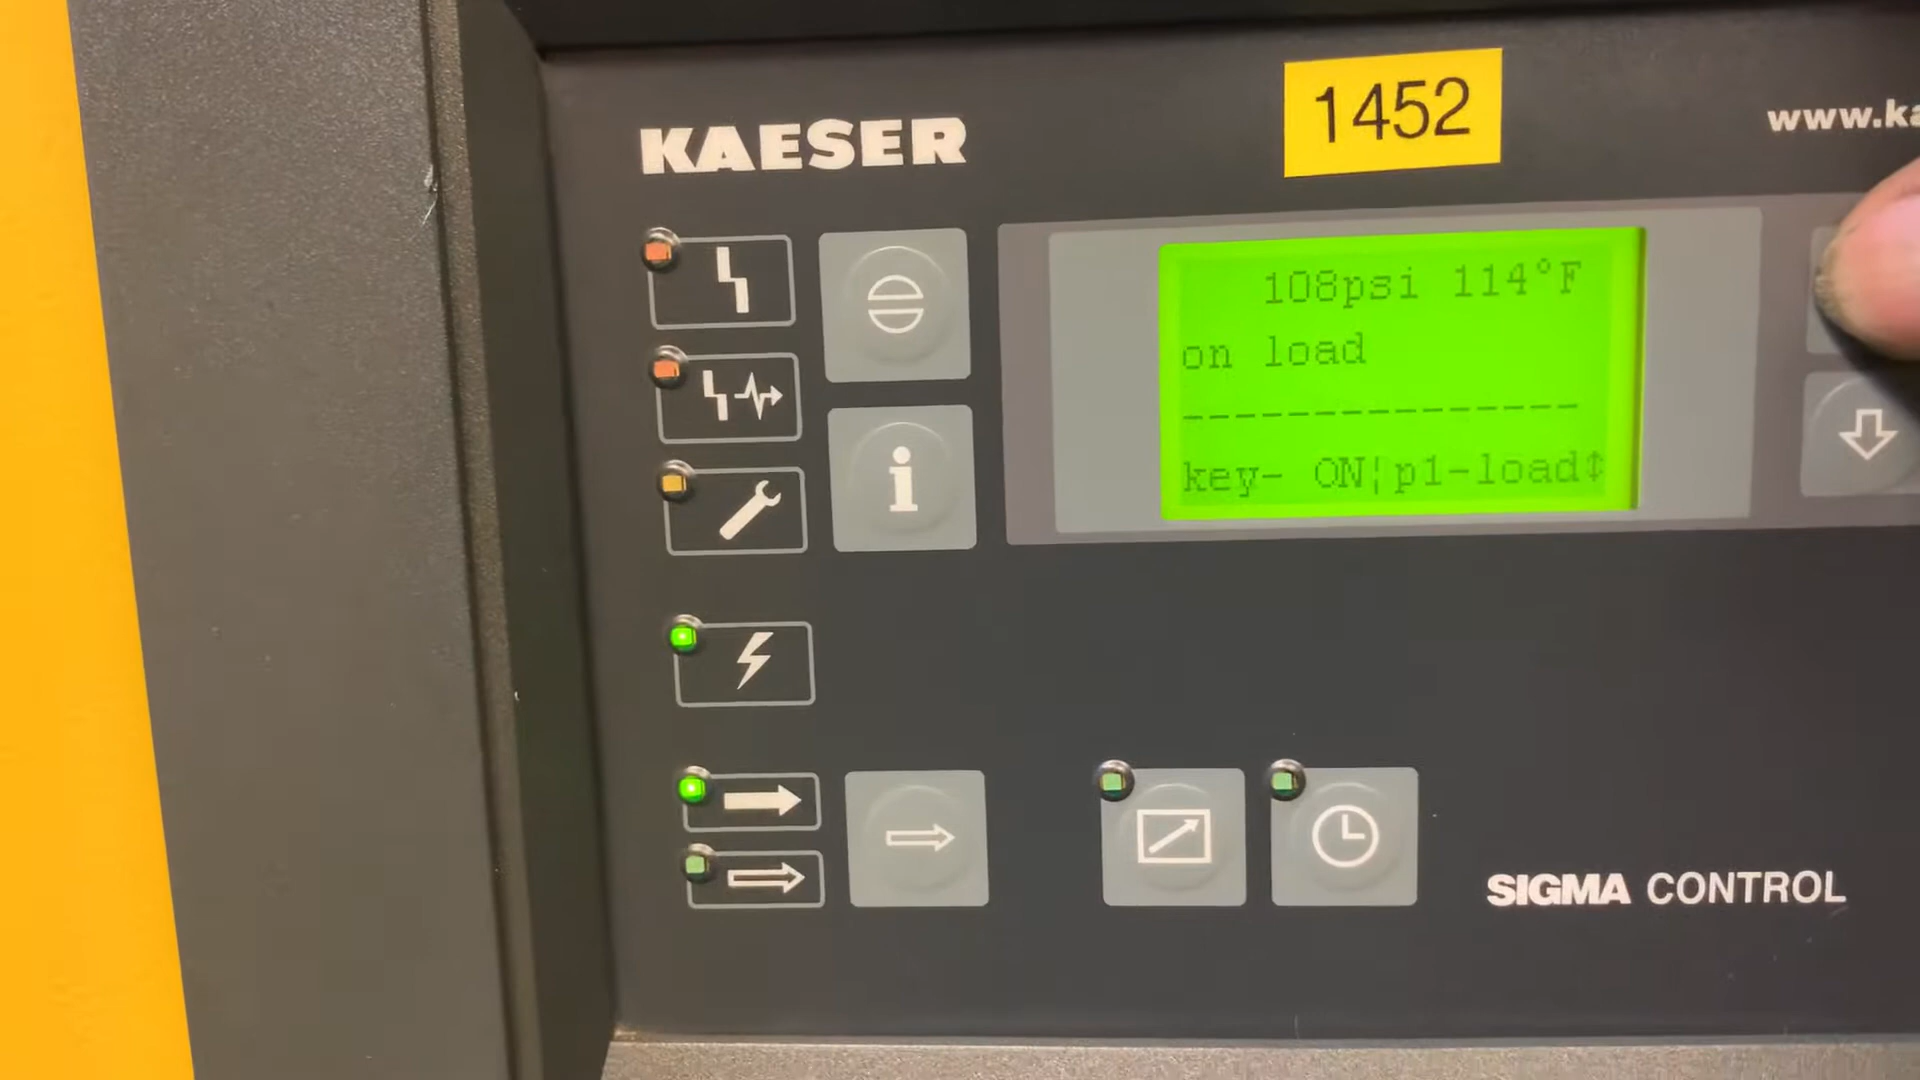 KAESER
1452
www.ka
108psi 114°F
on load
---------------
key- ON¦p1-load↕
SIGMA CONTROL